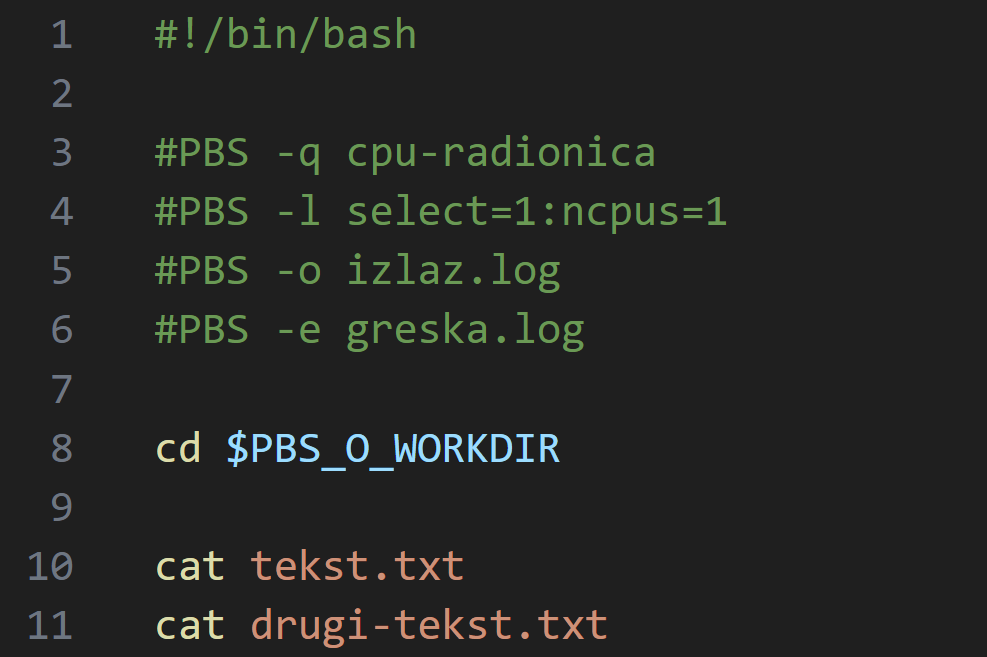 1 #!/bin/bash
2
3 #PBS -q cpu-radionica
4 #PBS -l select=1:ncpus=1
5 #PBS -o izlaz.log
6 #PBS -e greska.log
7
8 cd $PBS_O_WORKDIR
9
10 cat tekst.txt
11 cat drugi-tekst.txt